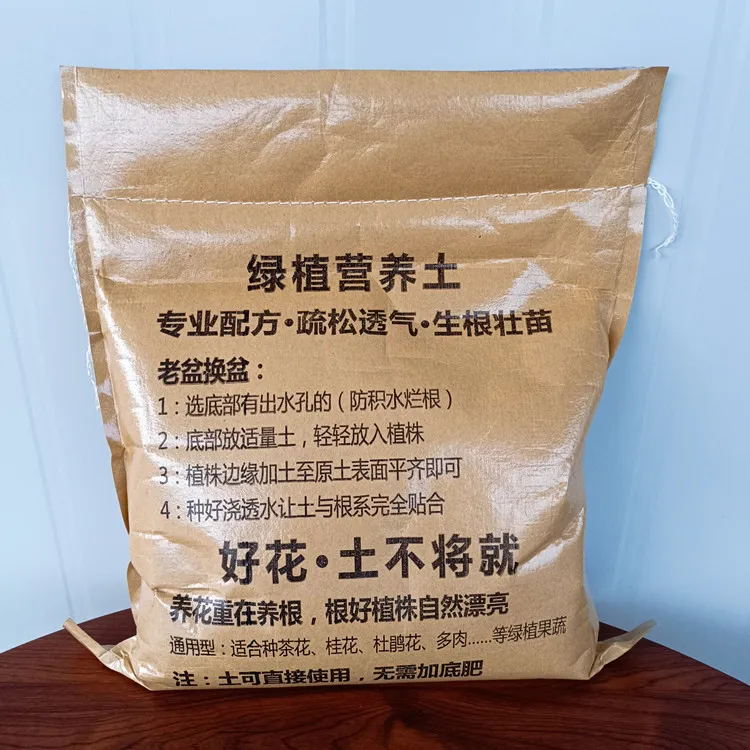 绿植营养土
专业配方·疏松透气·生根壮苗
老盆换盆：
1：选底部有出水孔的（防积水烂根）
2：底部放适量土，轻轻放入植株
3：植株边缘加土至原土表面平齐即可
4：种好浇透水让土与根系完全贴合
好花·土不将就
养花重在养根，根好植株自然漂亮
通用型：适合种茶花、桂花、杜鹃花、多肉......等绿植果蔬
注：土可直接使用，无需加底肥